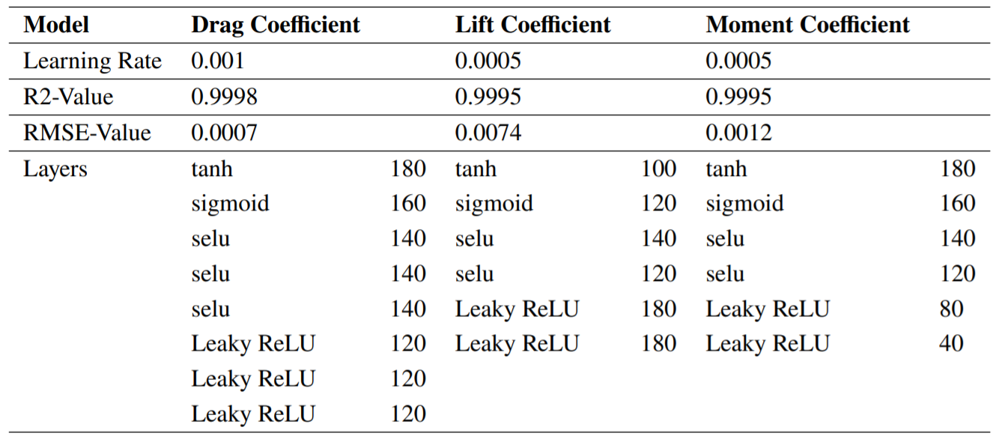 Model Drag Coefficient Lift Coefficient Moment Coefficient
Learning Rate 0.001 0.0005 0.0005
R2-Value 0.9998 0.9995 0.9995
RMSE-Value 0.0007 0.0074 0.0012
Layers tanh 180 tanh 100 tanh 180
sigmoid 160 sigmoid 120 sigmoid 160
selu 140 selu 140 selu 140
selu 140 selu 120 selu 120
selu 140 Leaky ReLU 180 Leaky ReLU 80
Leaky ReLU 120 Leaky ReLU 180 Leaky ReLU 40
Leaky ReLU 120
Leaky ReLU 120